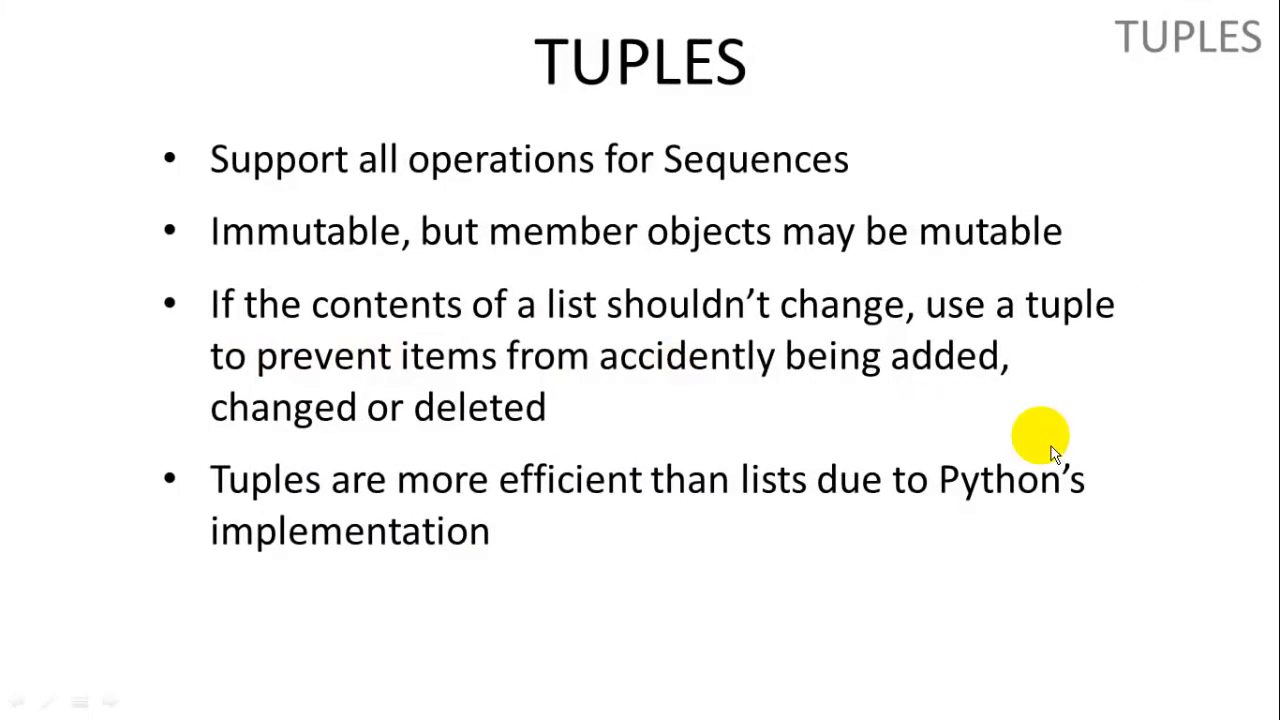 TUPLES
TUPLES
• Support all operations for Sequences
• Immutable, but member objects may be mutable
• If the contents of a list shouldn’t change, use a tuple
to prevent items from accidently being added,
changed or deleted
• Tuples are more efficient than lists due to Python’s
implementation